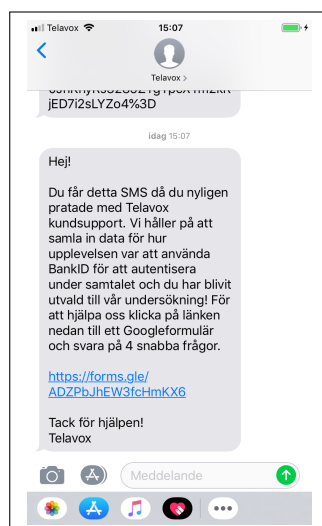 Telavox
15:07
Telavox >
jED7i2sLYZo4%3D
idag 15:07
Hej!
Du får detta SMS då du nyligen
pratade med Telavox
kundsupport. Vi håller på att
samla in data för hur
upplevelsen var att använda
BankID för att autentisera
under samtalet och du har blivit
utvald till vår undersökning! För
att hjälpa oss klicka på länken
nedan till ett Googleformulär
och svara på 4 snabba frågor.
https://forms.gle/
ADZPbJhEW3fcHmKX6
Tack för hjälpen!
Telavox
Meddelande